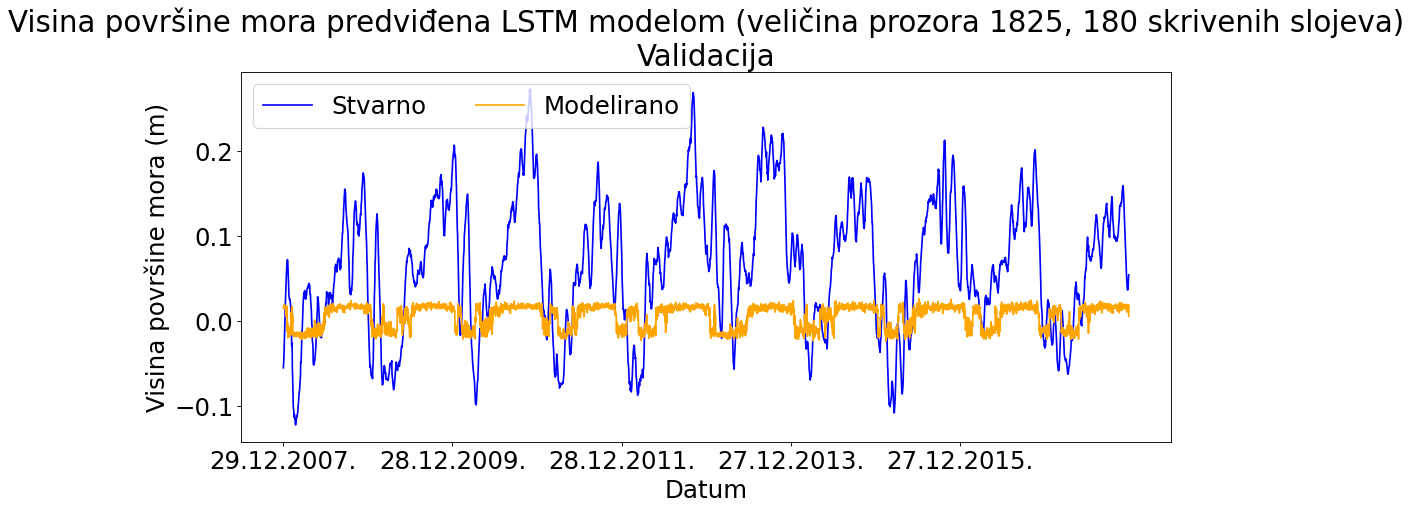 Visina površine mora predviđena LSTM modelom (veličina prozora 1825, 180 skrivenih slojeva)
Validacija
Stvarno Modelirano
Visina površine mora (m)
0.2
0.1
0.0
−0.1
29.12.2007. 28.12.2009. 28.12.2011. 27.12.2013. 27.12.2015.
Datum